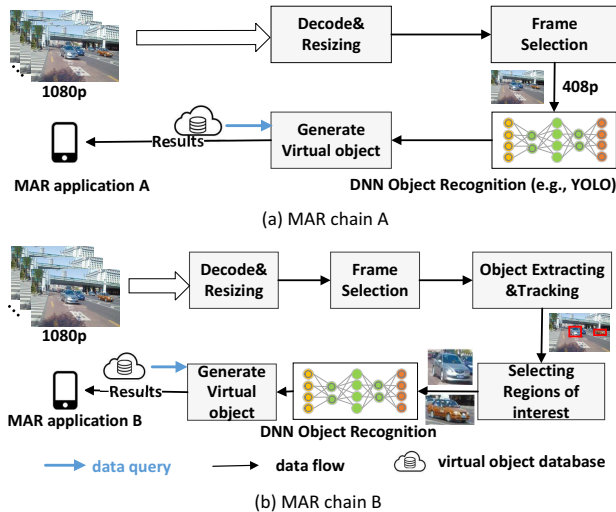 1080p
Decode&
Resizing
Frame
Selection
408p
Results
Generate
Virtual object
MAR application A
DNN Object Recognition (e.g., YOLO)
(a) MAR chain A
1080p
Decode&
Resizing
Frame
Selection
Object Extracting
&Tracking
Results
Generate
Virtual
object
Selecting
Regions of
interest
MAR application B
DNN Object Recognition
data query
data flow
virtual object database
(b) MAR chain B